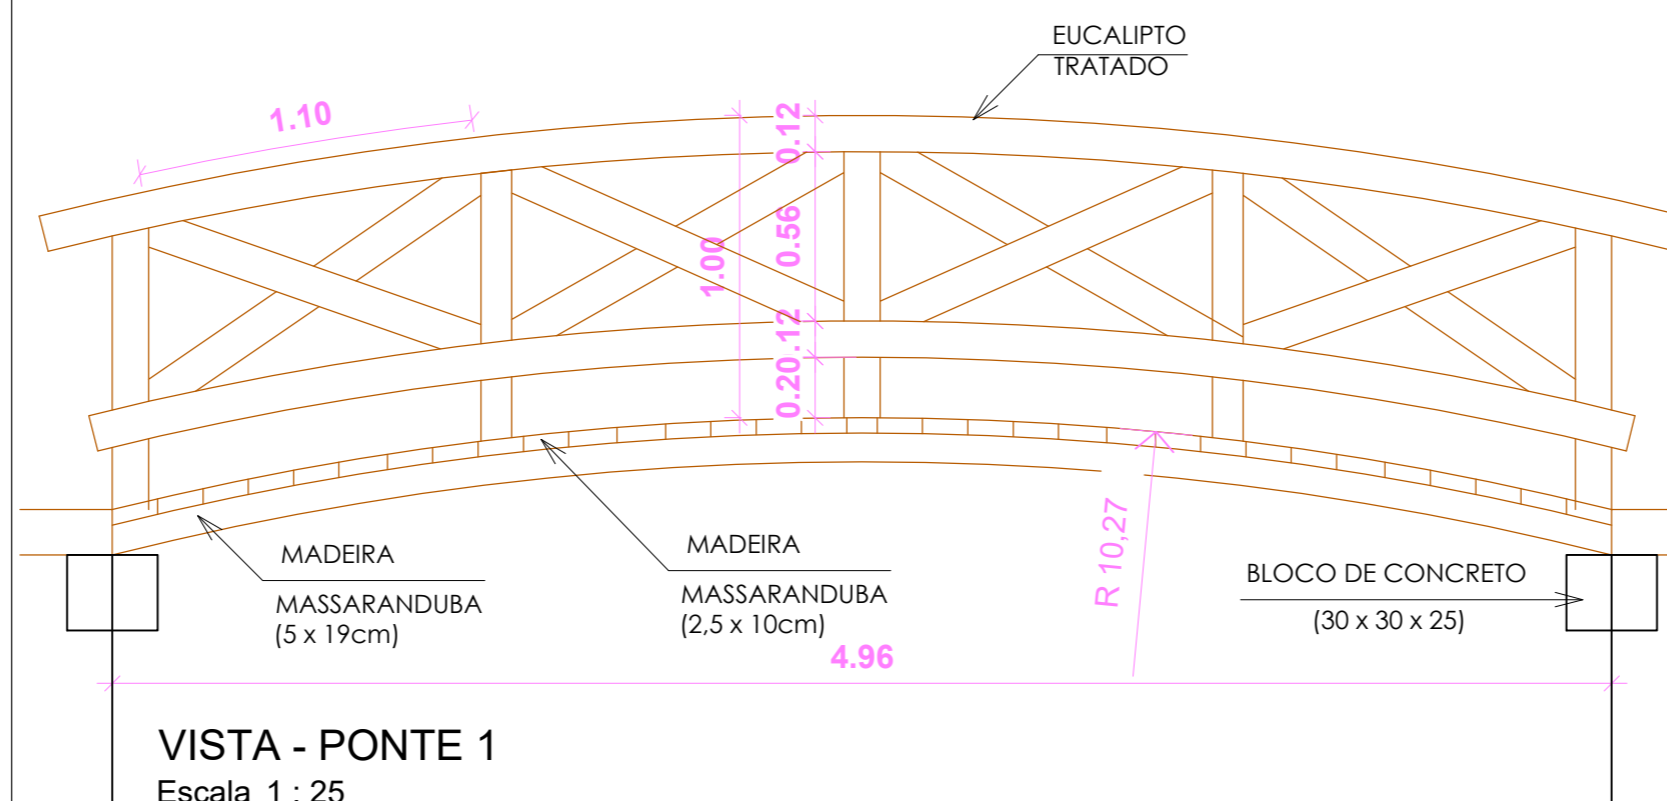 EUCALIPTO
TRATADO
1.10
0.12
0.56
1.00
0.12
0.20
R 10,27
MADEIRA
MASSARANDUBA
(5 x 19cm)
MADEIRA
MASSARANDUBA
(2,5 x 10cm)
BLOCO DE CONCRETO
(30 x 30 x 25)
4.96
VISTA - PONTE 1
Escala 1 : 25